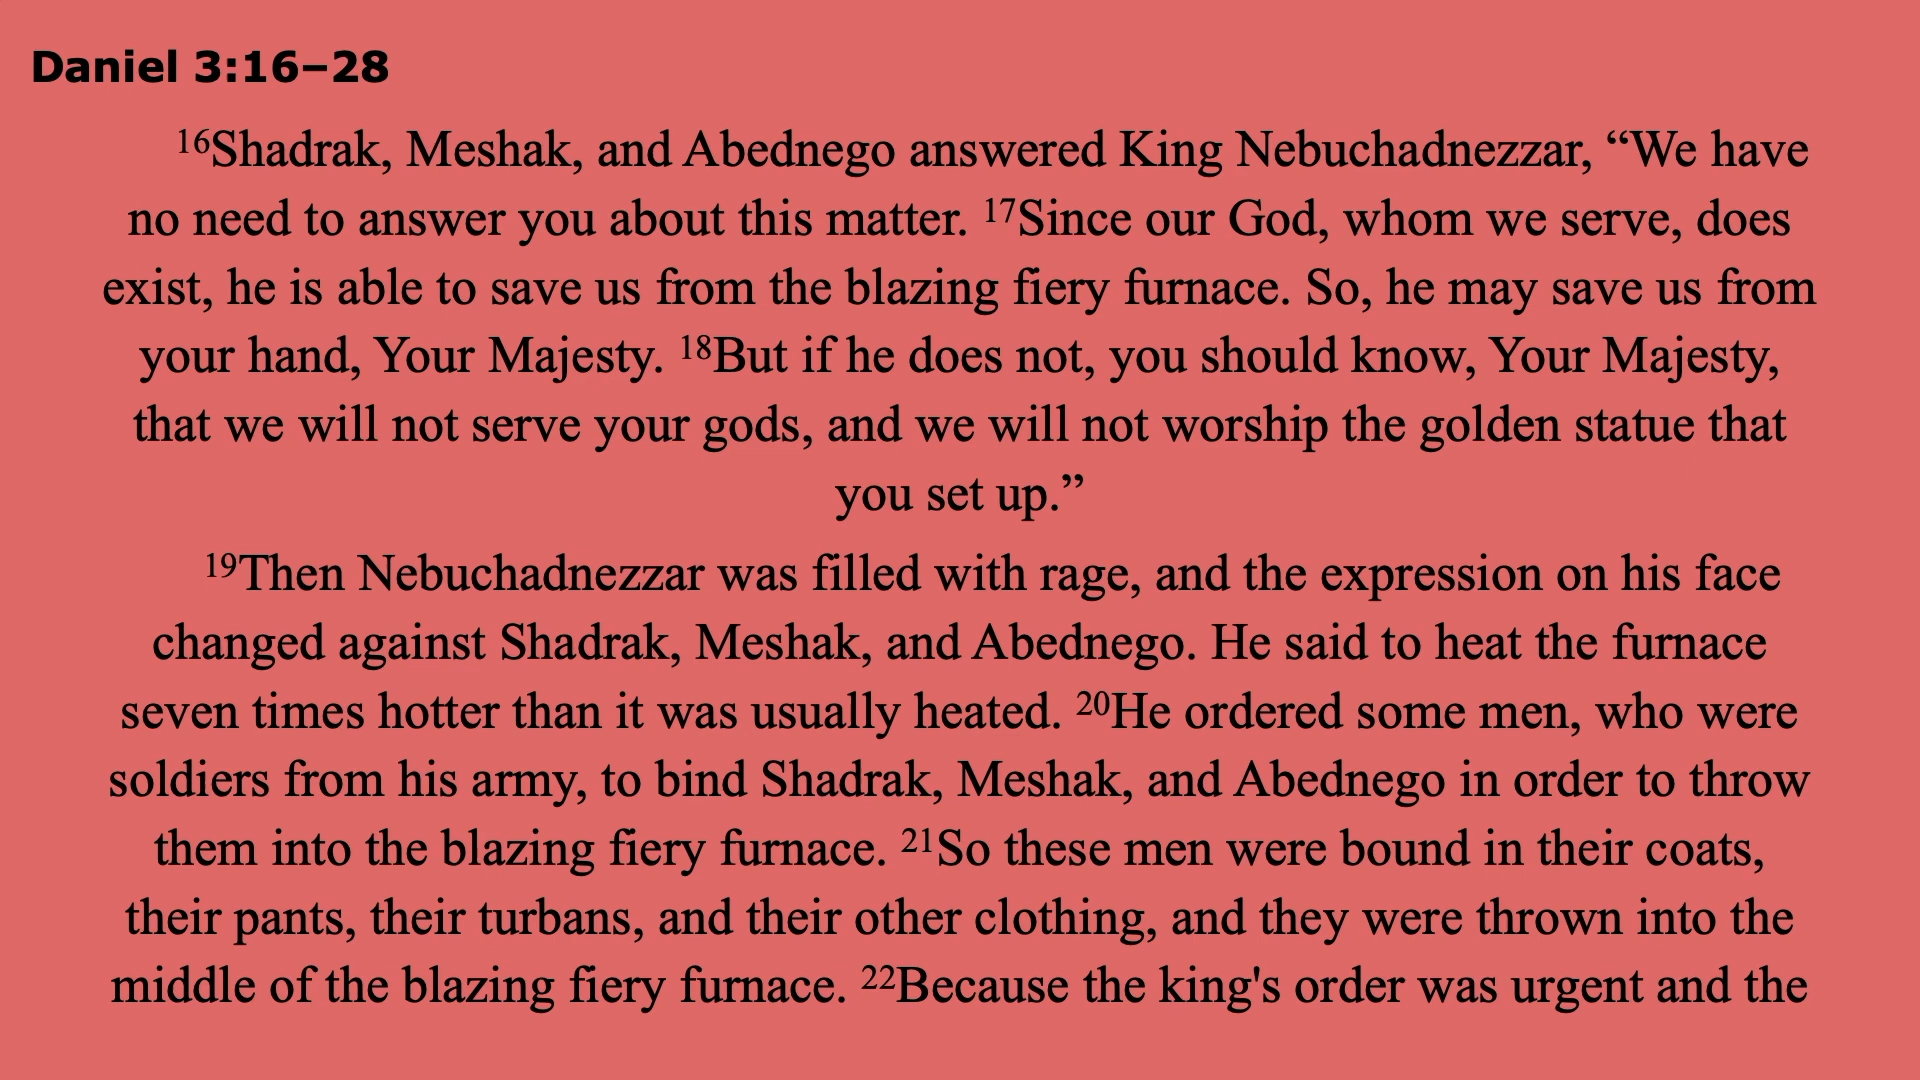 Daniel 3:16–28
¹⁶Shadrak, Meshak, and Abednego answered King Nebuchadnezzar, “We have
no need to answer you about this matter. ¹⁷Since our God, whom we serve, does
exist, he is able to save us from the blazing fiery furnace. So, he may save us from
your hand, Your Majesty. ¹⁸But if he does not, you should know, Your Majesty,
that we will not serve your gods, and we will not worship the golden statue that
you set up.”
¹⁹Then Nebuchadnezzar was filled with rage, and the expression on his face
changed against Shadrak, Meshak, and Abednego. He said to heat the furnace
seven times hotter than it was usually heated. ²⁰He ordered some men, who were
soldiers from his army, to bind Shadrak, Meshak, and Abednego in order to throw
them into the blazing fiery furnace. ²¹So these men were bound in their coats,
their pants, their turbans, and their other clothing, and they were thrown into the
middle of the blazing fiery furnace. ²²Because the king's order was urgent and the